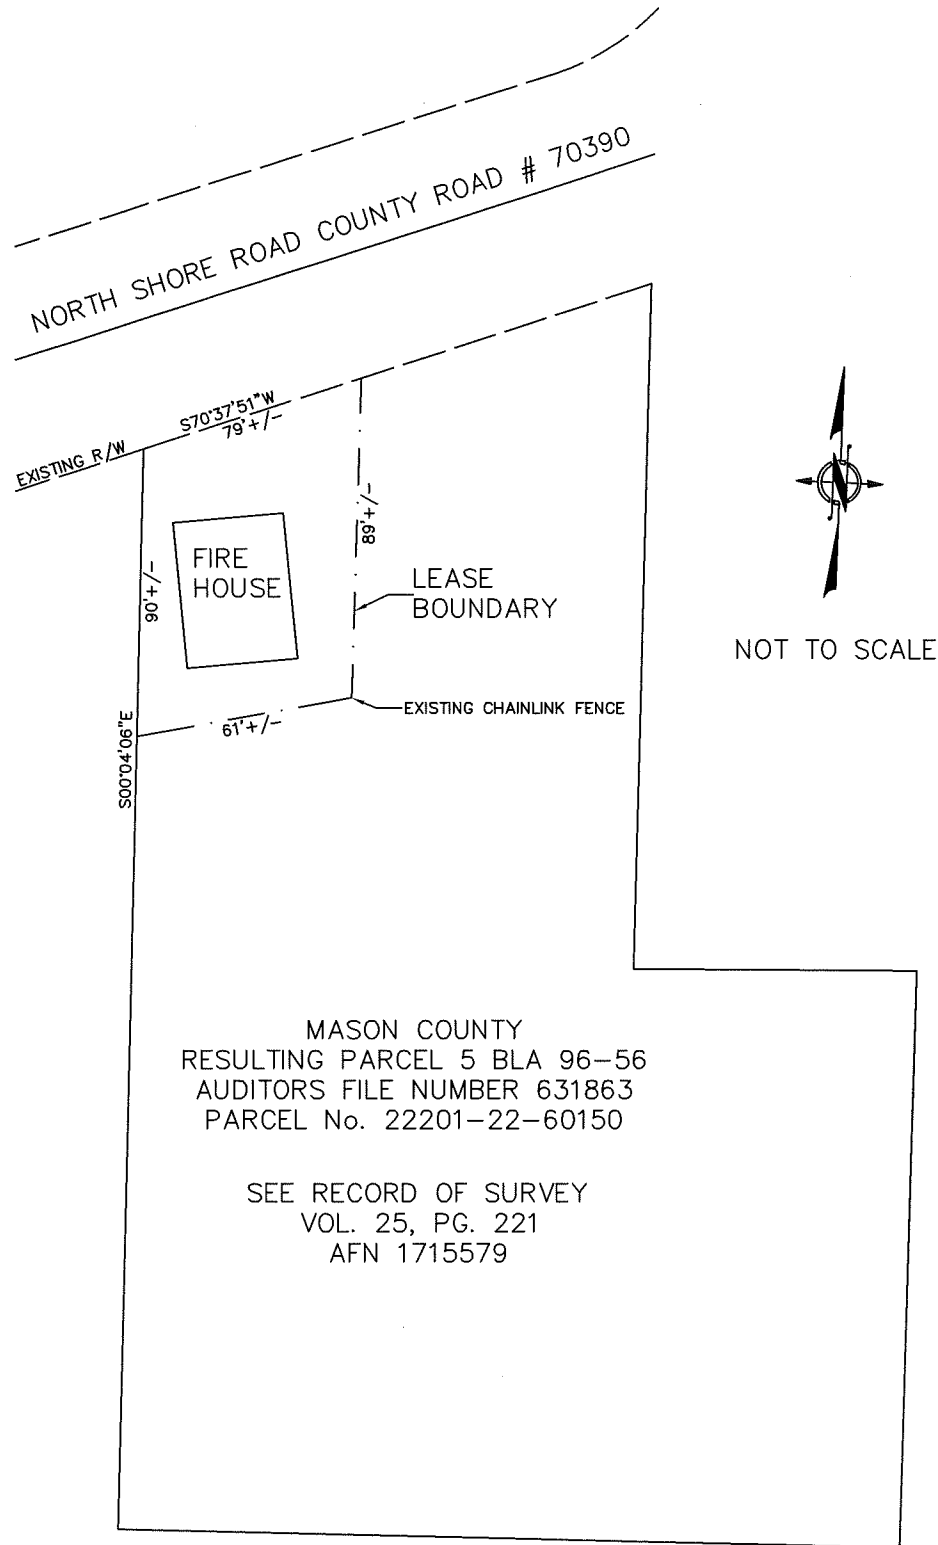 NORTH SHORE ROAD COUNTY ROAD # 70390
S70°37'51"W
79'+/-
EXISTING R/W
89'+/-
FIRE
HOUSE
90'+/-
LEASE
BOUNDARY
N
NOT TO SCALE
EXISTING CHAINLINK FENCE
61'+/-
S00°04'06"E
MASON COUNTY
RESULTING PARCEL 5 BLA 96-56
AUDITORS FILE NUMBER 631863
PARCEL No. 22201-22-60150
SEE RECORD OF SURVEY
VOL. 25, PG. 221
AFN 1715579